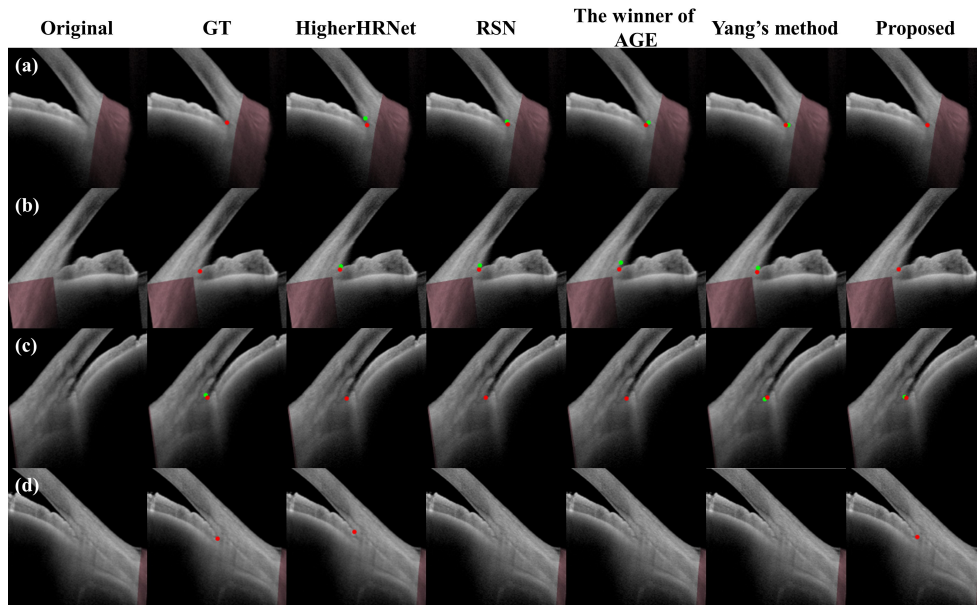 Original GT HigherHRNet RSN The winner of AGE Yang's method Proposed
(a)
(b)
(c)
(d)